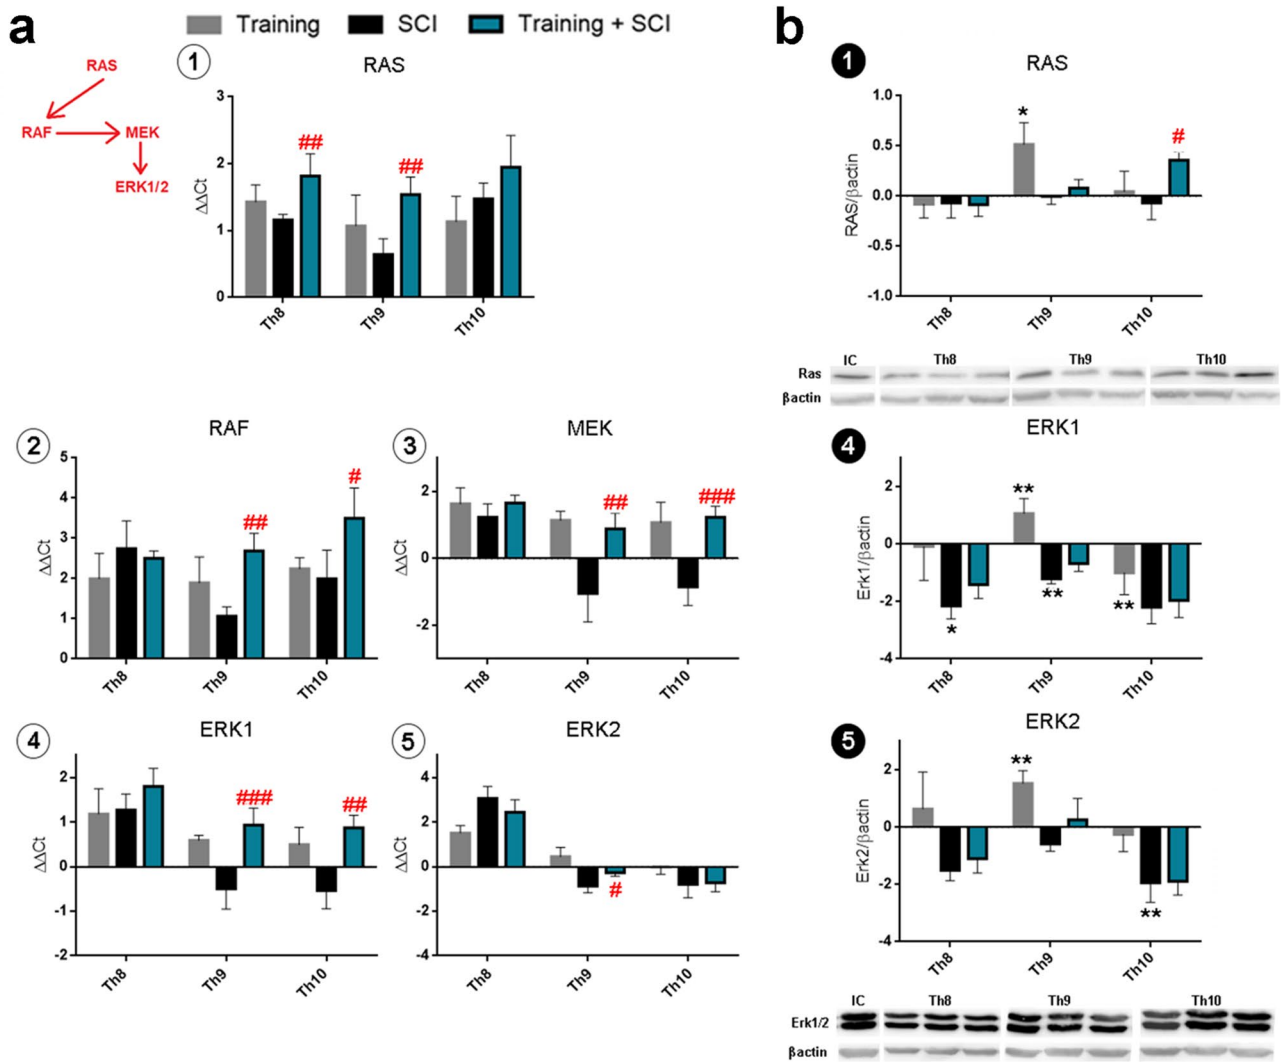 a
Training
SCI
Training + SCI
RAS
RAF
MEK
ERK1/2
1
RAS
ΔΔCt
3
2
1
0
##
##
Th8
Th9
Th10
2
RAF
ΔΔCt
5
4
3
2
1
0
##
#
Th8
Th9
Th10
3
MEK
ΔΔCt
2
0
-2
##
###
Th8
Th9
Th10
4
ERK1
ΔΔCt
2
1
0
-1
-2
###
##
Th8
Th9
Th10
5
ERK2
ΔΔCt
4
2
0
-2
-4
#
Th8
Th9
Th10
b
1
RAS
RAS/βactin
1.0
0.5
0.0
-0.5
-1.0
*
#
Th8
Th9
Th10
IC Th8 Th9 Th10
Ras
βactin
4
ERK1
Erk1/βactin
2
0
-2
-4
**
*
**
**
Th8
Th9
Th10
5
ERK2
Erk2/βactin
2
0
-2
-4
**
**
Th8
Th9
Th10
IC Th8 Th9 Th10
Erk1/2
βactin